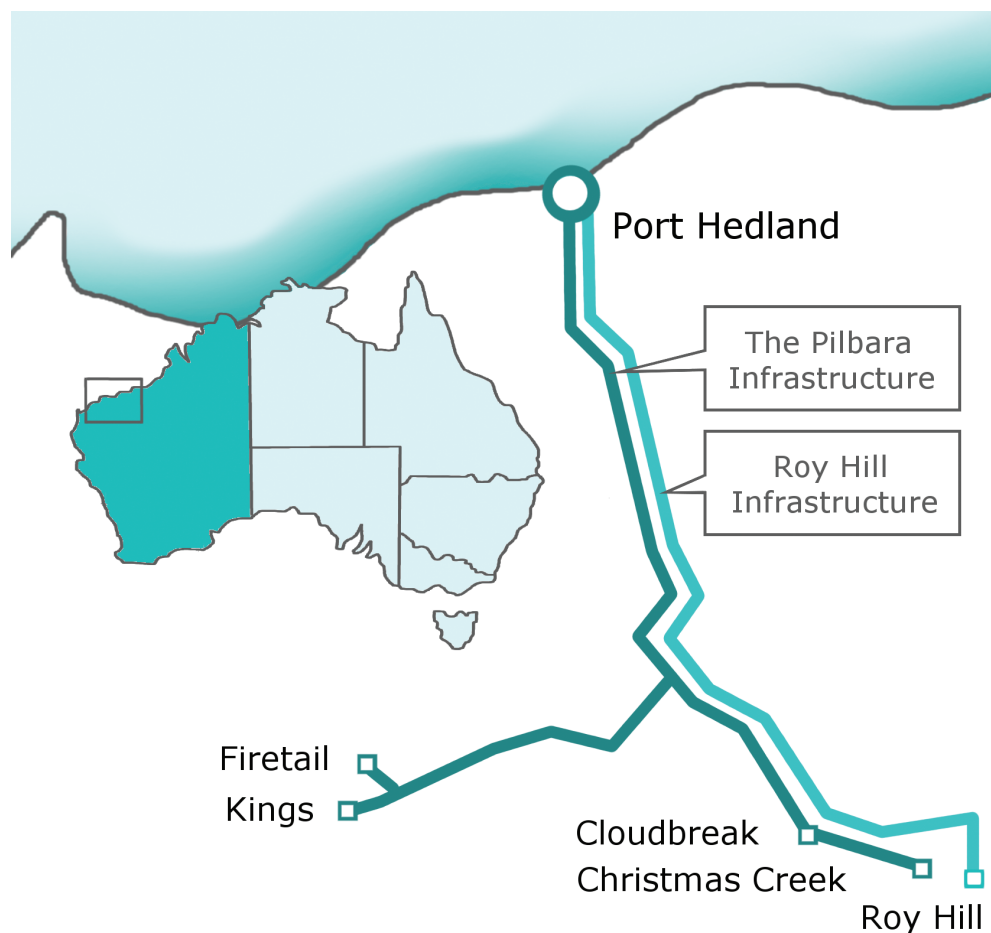 Port Hedland
The Pilbara
Infrastructure
Roy Hill
Infrastructure
Firetail
Kings
Cloudbreak
Christmas Creek
Roy Hill